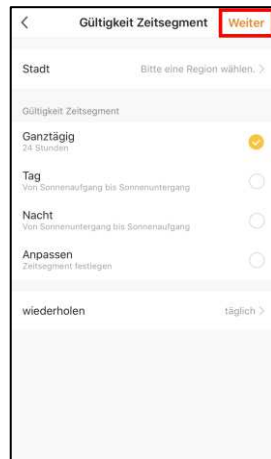 Gültigkeit Zeitsegment Weiter
Stadt Bitte eine Region wählen.
Gültigkeit Zeitsegment
Ganztägig
24 Stunden
Tag
Von Sonnenaufgang bis Sonnenuntergang
Nacht
Von Sonnenuntergang bis Sonnenaufgang
Anpassen
Zeitsegment festlegen
wiederholen täglich